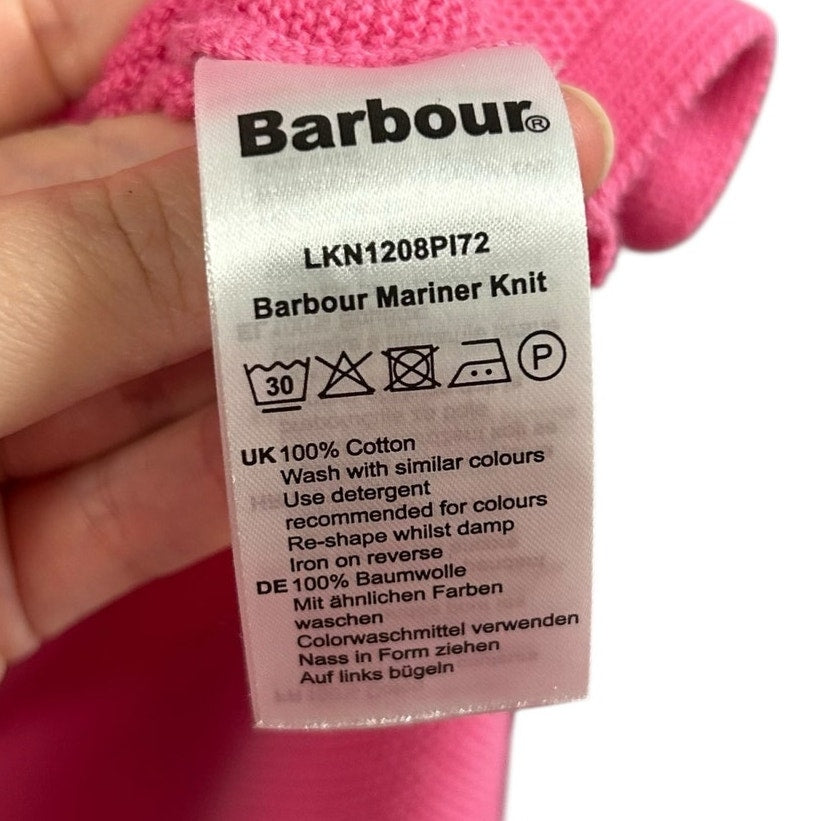 Barbour®
LKN1208PI72
Barbour Mariner Knit
30 P
UK 100% Cotton
Wash with similar colours
Use detergent
recommended for colours
Re-shape whilst damp
Iron on reverse
DE 100% Baumwolle
Mit ähnlichen Farben
waschen
Colorwaschmittel verwenden
Nass in Form ziehen
Auf links bügeln